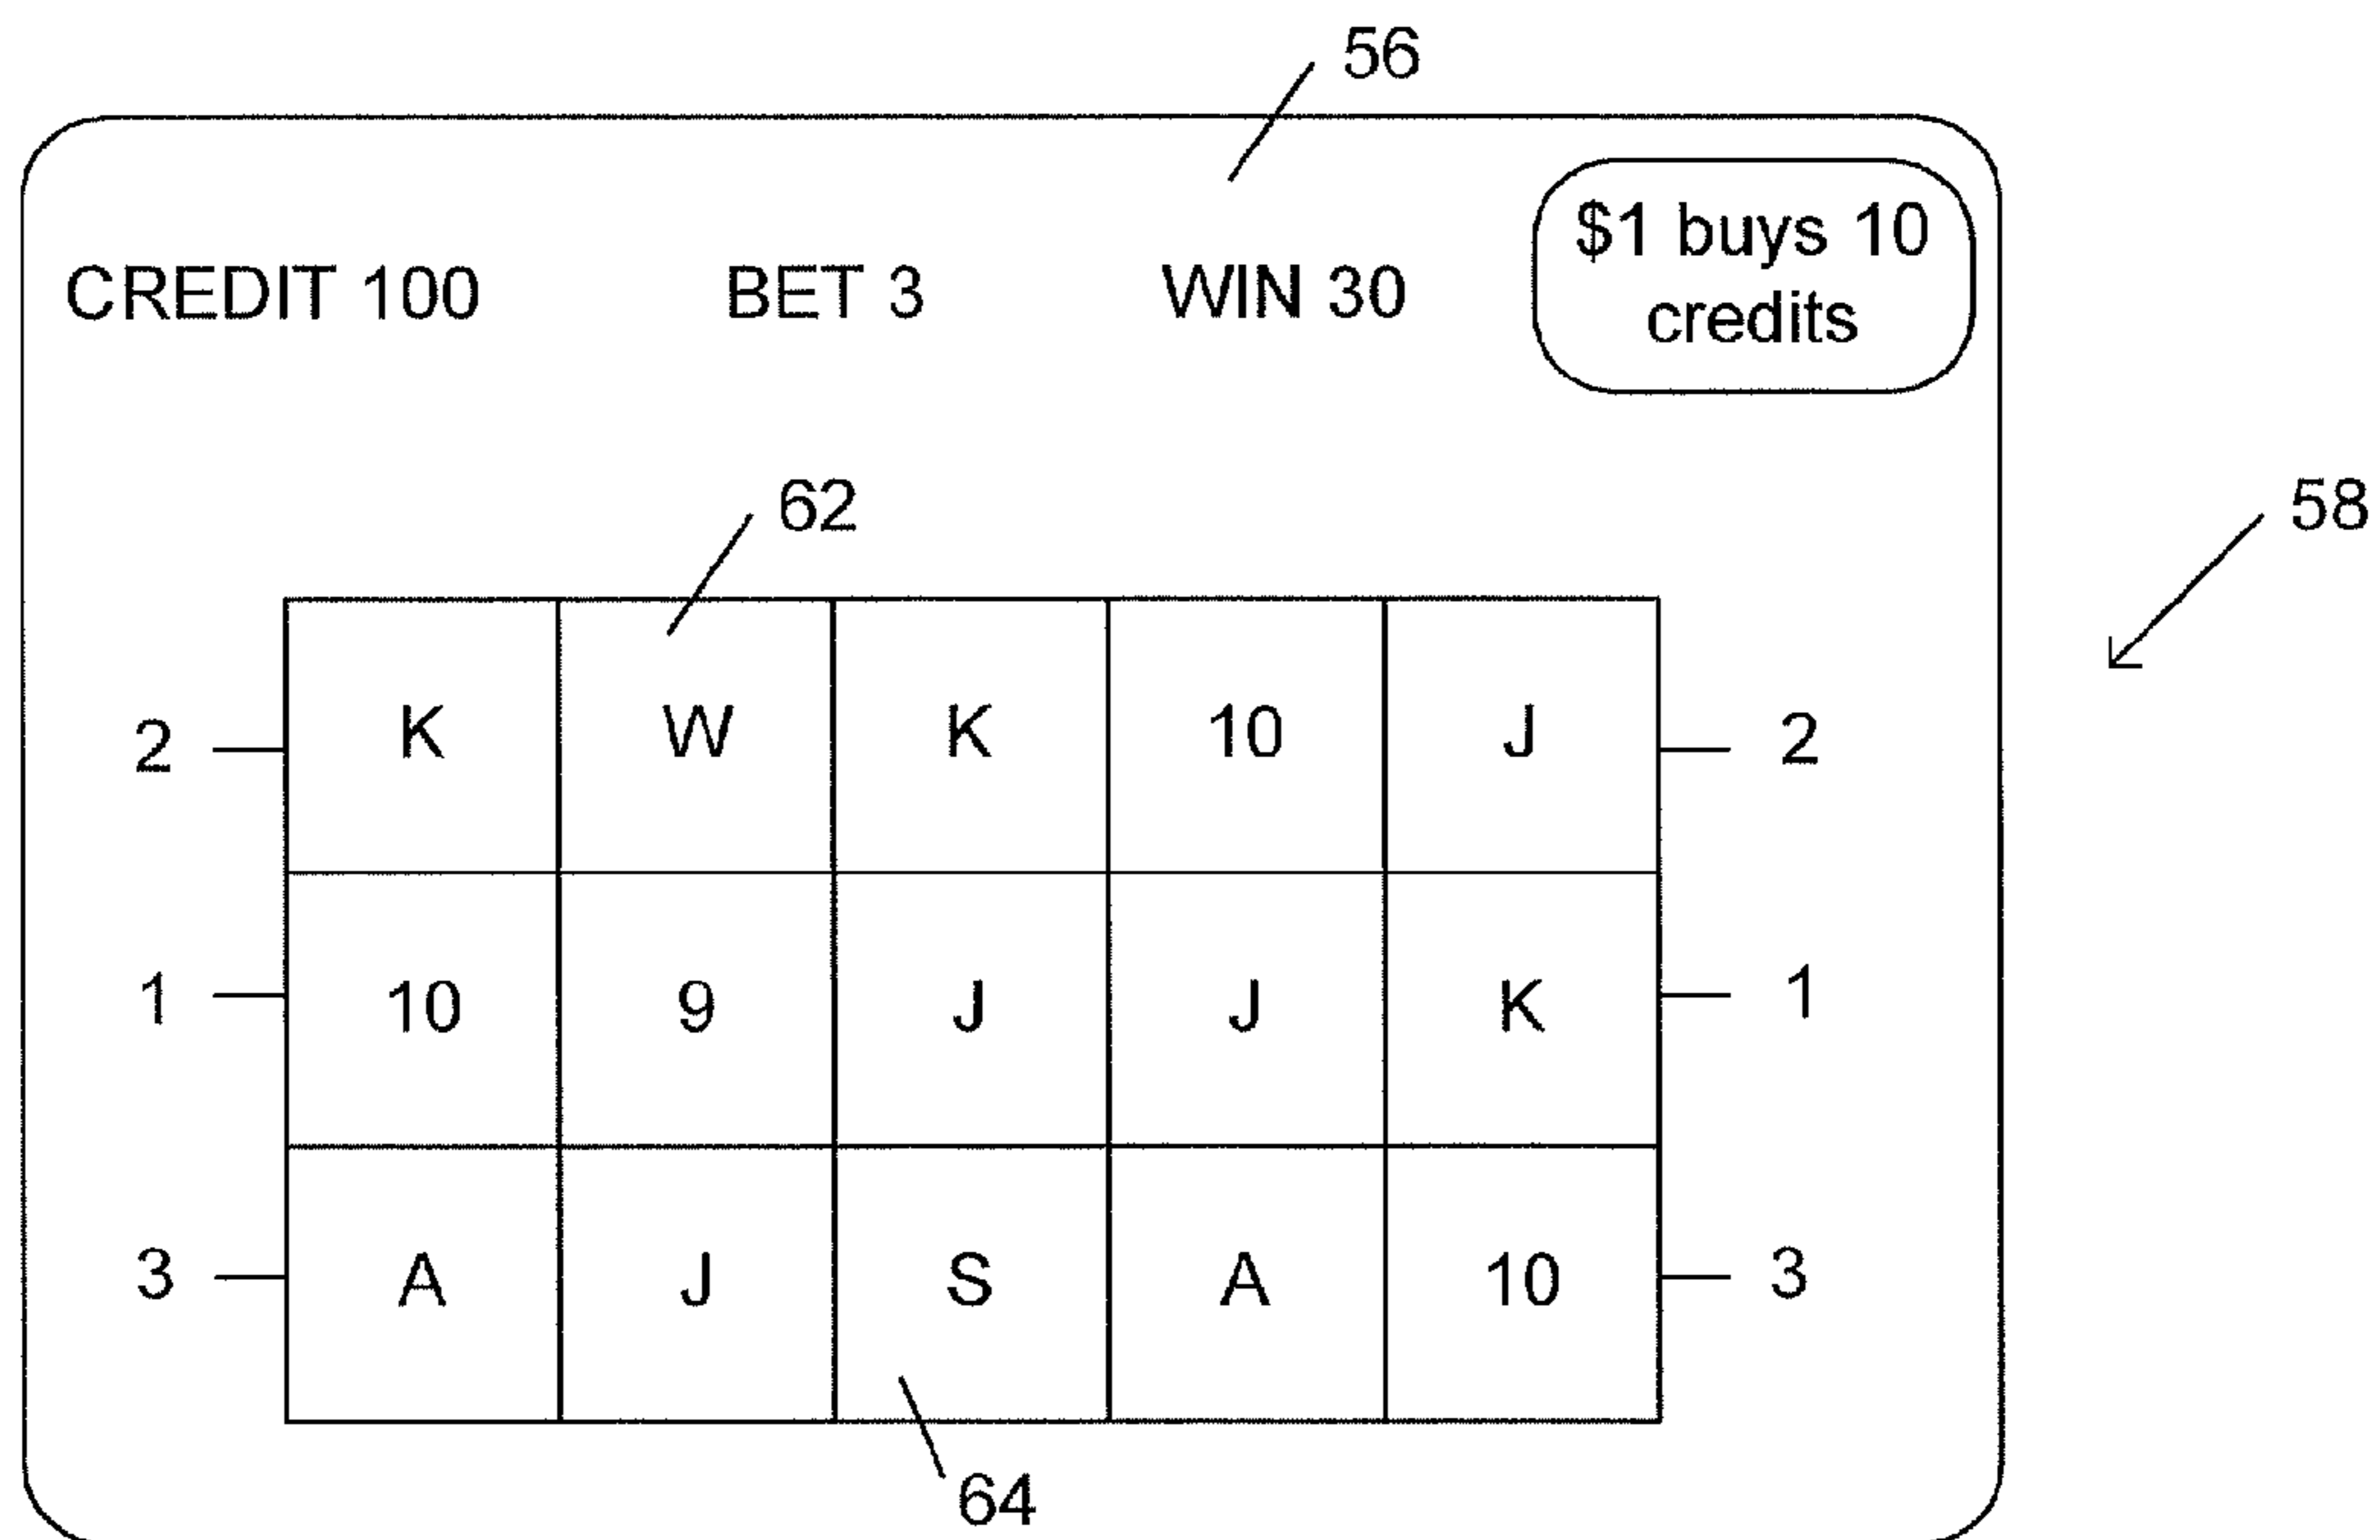 56
$1 buys 10
credits
CREDIT 100 BET 3 WIN 30
62
58
2 K W K 10 J 2
1 10 9 J J K 1
3 A J S A 10 3
64